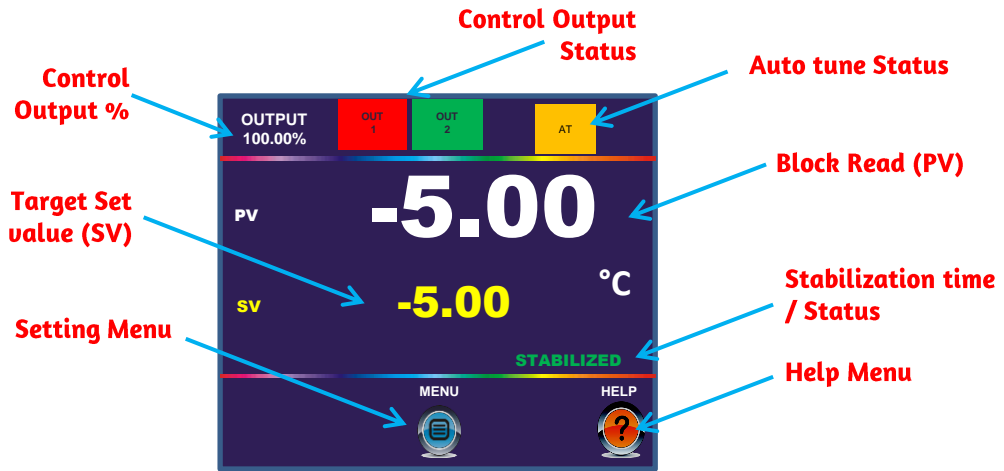 Control Output
Status
Auto tune Status
Control
Output %
OUTPUT
100.00%
OUT
1
OUT
2
AT
Block Read (PV)
Target Set
value (SV)
PV
-5.00
°C
SV
-5.00
Stabilization time
/ Status
Setting Menu
STABILIZED
Help Menu
MENU
HELP
?